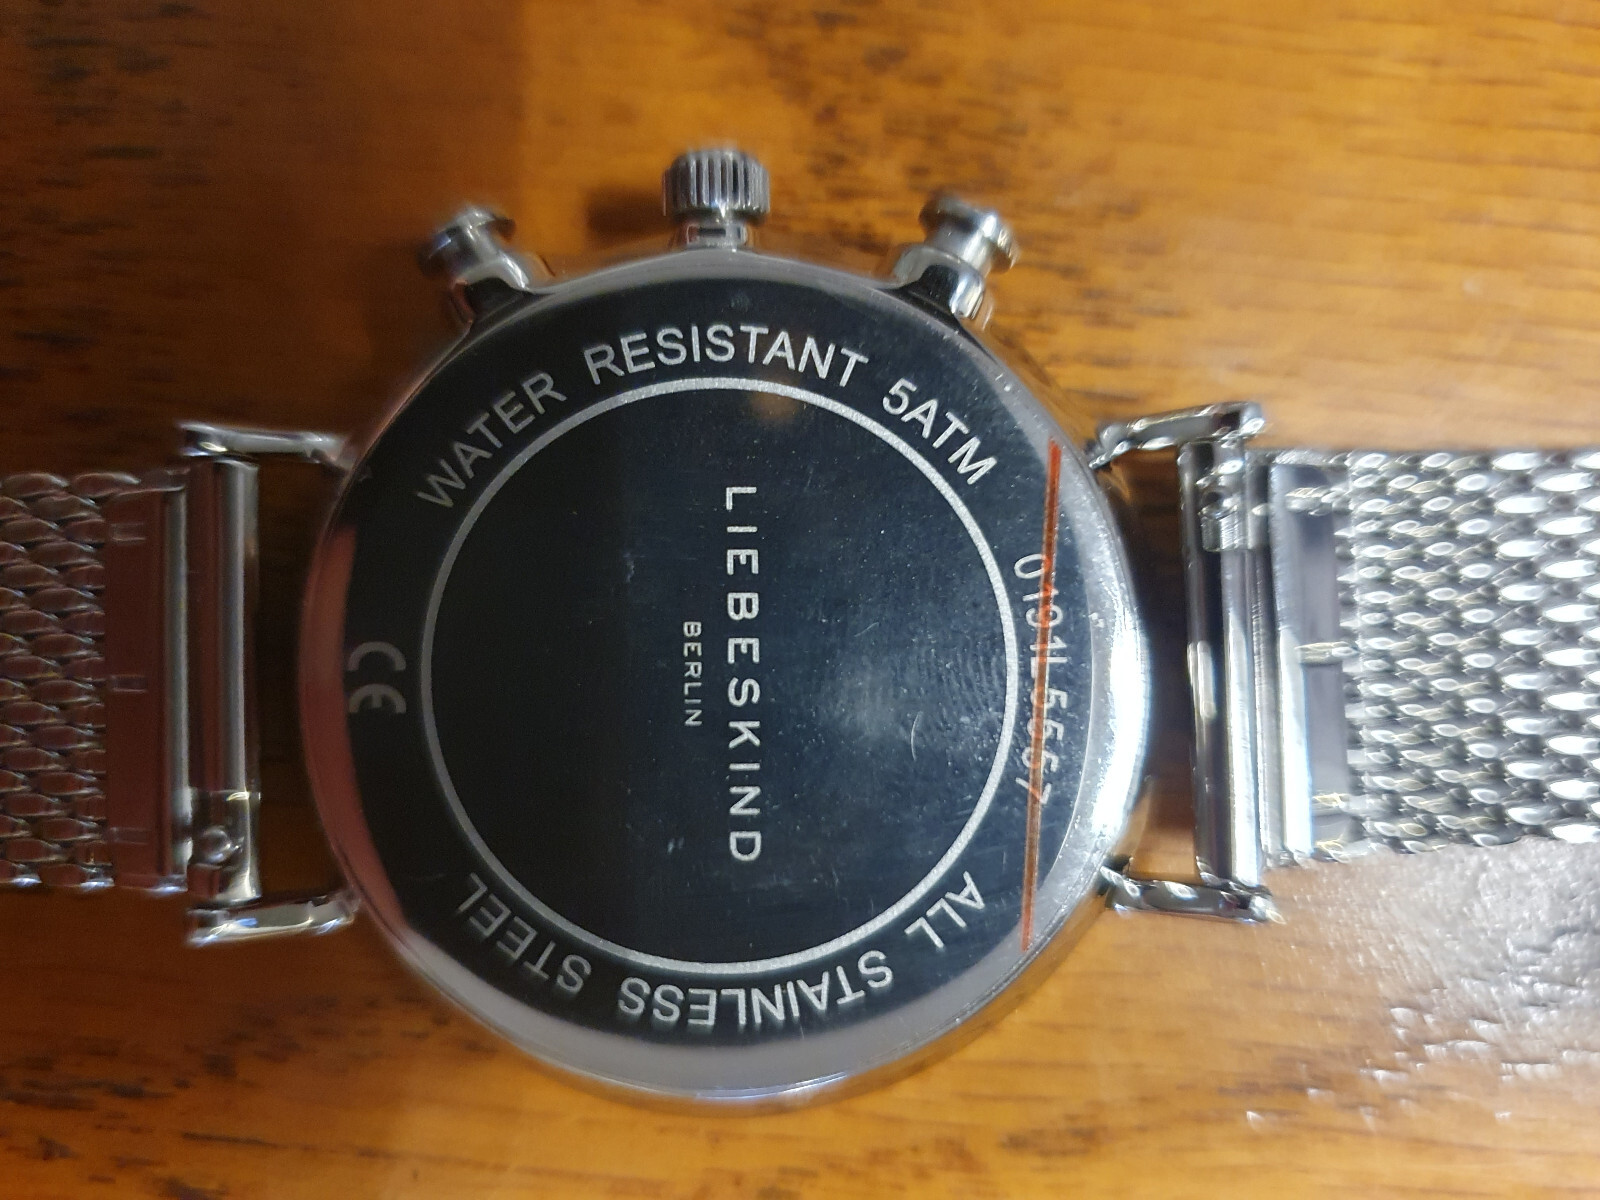 WATER RESISTANT 5ATM
LIEBESKIND
BERLIN
CE
ALL STAINLESS STEEL